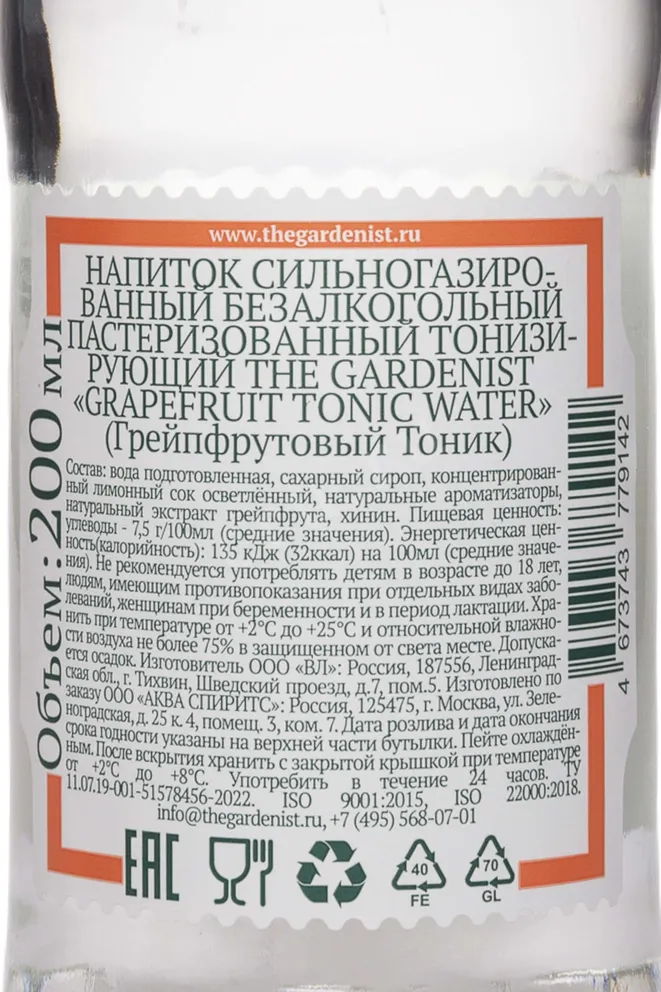 www.thegardenist.ru
НАПИТОК СИЛЬНОГАЗИРО-
ВАННЫЙ БЕЗАЛКОГОЛЬНЫЙ
ПАСТЕРИЗОВАННЫЙ ТОНИЗИ-
РУЮЩИЙ THE GARDENIST
«GRAPEFRUIT TONIC WATER»
(Грейпфрутовый Тоник)
Состав: вода подготовленная, сахарный сироп, концентрирован-
ный лимонный сок осветлённый, натуральные ароматизаторы,
натуральный экстракт грейпфрута, хинин. Пищевая ценность:
углеводы - 7,5 г/100мл (средние значения). Энергетическая цен-
ность(калорийность): 135 кДж (32ккал) на 100мл (средние значе-
ния). Не рекомендуется употреблять детям в возрасте до 18 лет,
людям, имеющим противопоказания при отдельных видах забо-
леваний, женщинам при беременности и в период лактации. Хра-
нить при температуре от +2°С до +25°С и относительной влажно-
сти воздуха не более 75% в защищенном от света месте. Допуска-
ется осадок. Изготовитель ООО «ВЛ»: Россия, 187556, Ленинград-
ская обл., г. Тихвин, Шведский проезд, д.7, пом.5. Изготовлено по
заказу ООО «АКВА СПИРИТС»: Россия, 125475, г. Москва, ул. Зеле-
ноградская, д. 25 к. 4, помещ. 3, ком. 7. Дата розлива и дата окончания
срока годности указаны на верхней части бутылки. Пейте охлаждён-
ным. После вскрытия хранить с закрытой крышкой при температуре
от +2°С до +8°С. Употребить в течение 24 часов. ТУ
11.07.19-001-51578456-2022. ISO 9001:2015, ISO 22000:2018.
info@thegardenist.ru, +7 (495) 568-07-01
Объем:200 мл
4 673743 779142
EAC
40
FE
70
GL